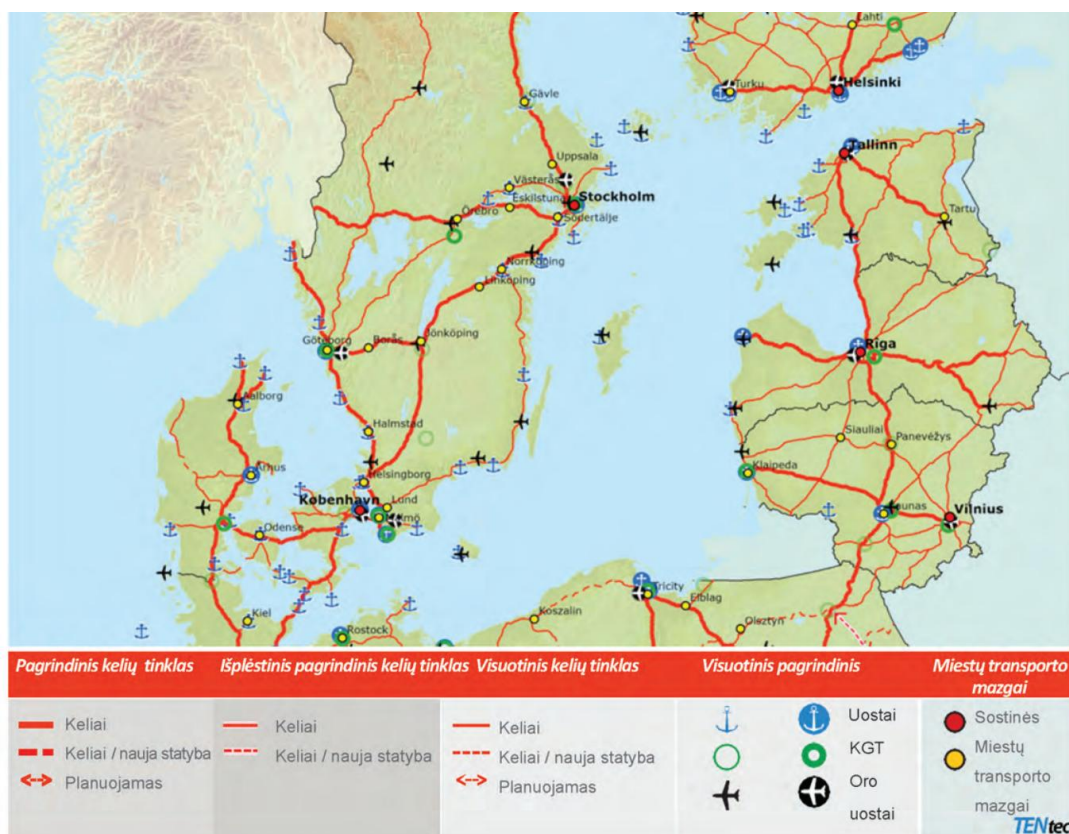 Lahti
Turku
Helsinki
Gävle
Tallinn
Uppsala
Västerås
Stockholm
Eskilstuna
Örebro
Södertälje
Tartu
Norrköping
Linköping
Göteborg
Borås
Jönköping
Riga
Aalborg
Halmstad
Siauliai
Panevėžys
Århus
Helsingborg
Klaipeda
København
Lund
Vilnius
Odense
Tricity
Elblag
Kiel
Koszalin
Olsztyn
Rostock
Pagrindinis kelių tinklas
Išplėstinis pagrindinis kelių tinklas
Visuotinis kelių tinklas
Visuotinis pagrindinis
Miestų transporto
mazgai
Keliai
Keliai / nauja statyba
Planuojamas
Keliai
Keliai / nauja statyba
Keliai
Keliai / nauja statyba
Planuojamas
Uostai
KGT
Oro
uostai
Sostinės
Miestų
transporto
mazgai
TENtec